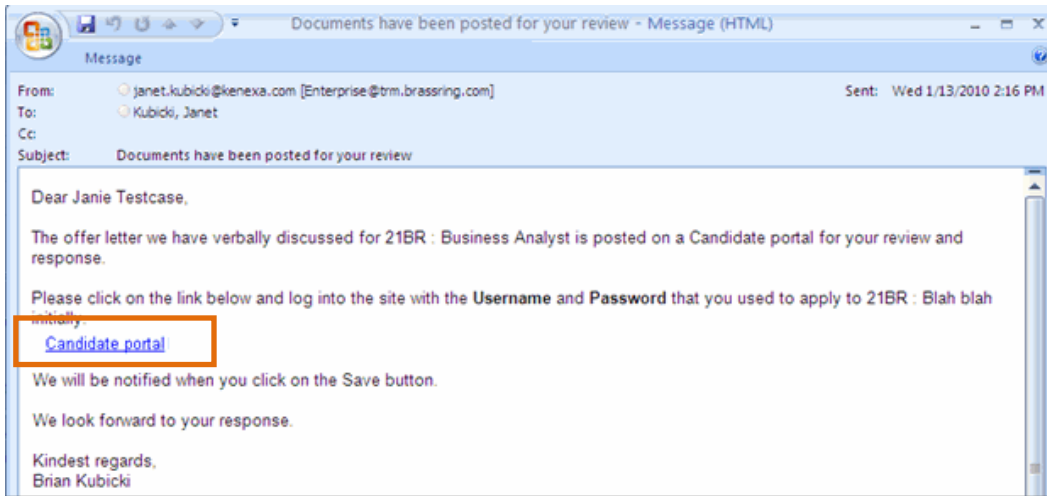 Documents have been posted for your review - Message (HTML)
Message
From: janet.kubicki@kenexa.com [Enterprise@trm.brassring.com] Sent: Wed 1/13/2010 2:16 PM
To: Kubicki, Janet
Cc:
Subject: Documents have been posted for your review
Dear Janie Testcase,
The offer letter we have verbally discussed for 21BR : Business Analyst is posted on a Candidate portal for your review and
response.
Please click on the link below and log into the site with the Username and Password that you used to apply to 21BR : Blah blah
initially.
Candidate portal
We will be notified when you click on the Save button.
We look forward to your response.
Kindest regards,
Brian Kubicki